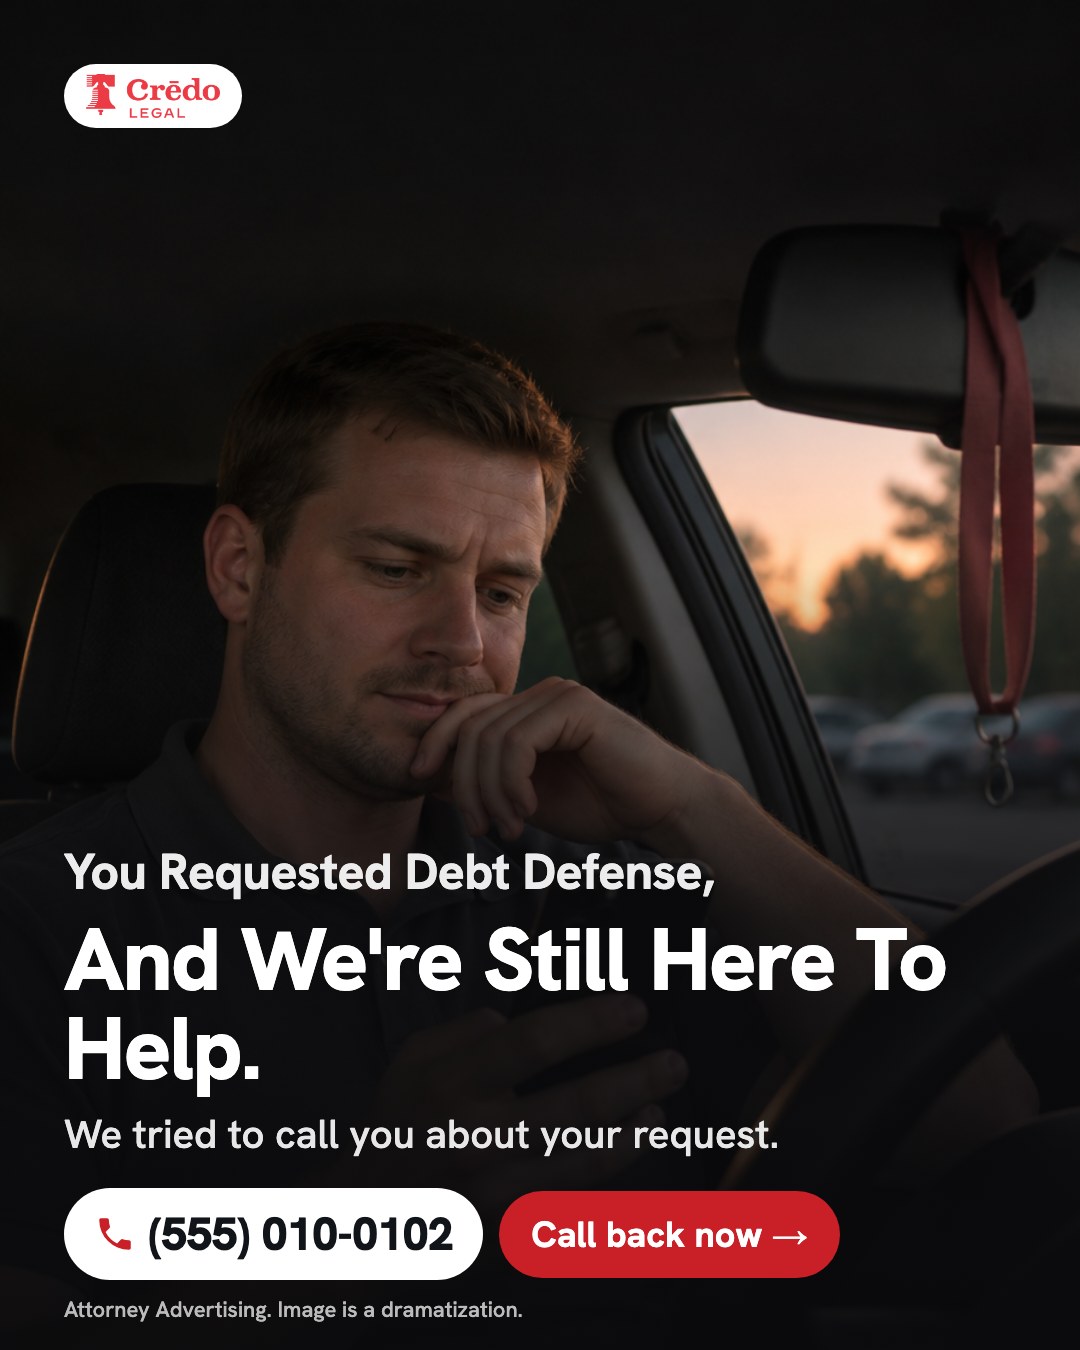 Crēdo
LEGAL
You Requested Debt Defense,
And We're Still Here To
Help.
We tried to call you about your request.
(555) 010-0102
Call back now →
Attorney Advertising. Image is a dramatization.